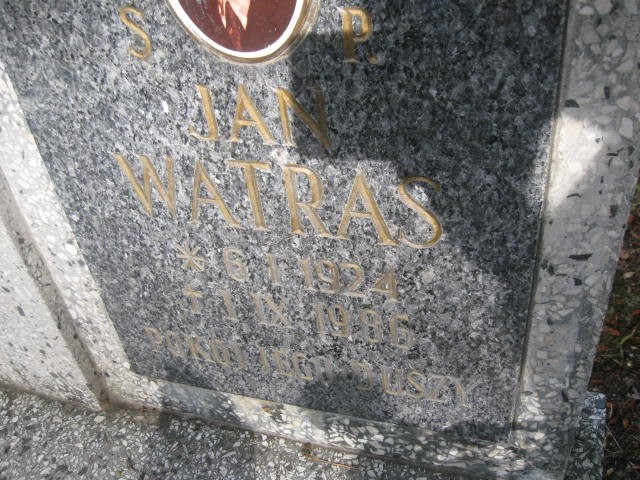 S. P.
JAN
WATRAS
* 6 I 1924
† 1 IX 1986
POKÓJ JEGO DUSZY